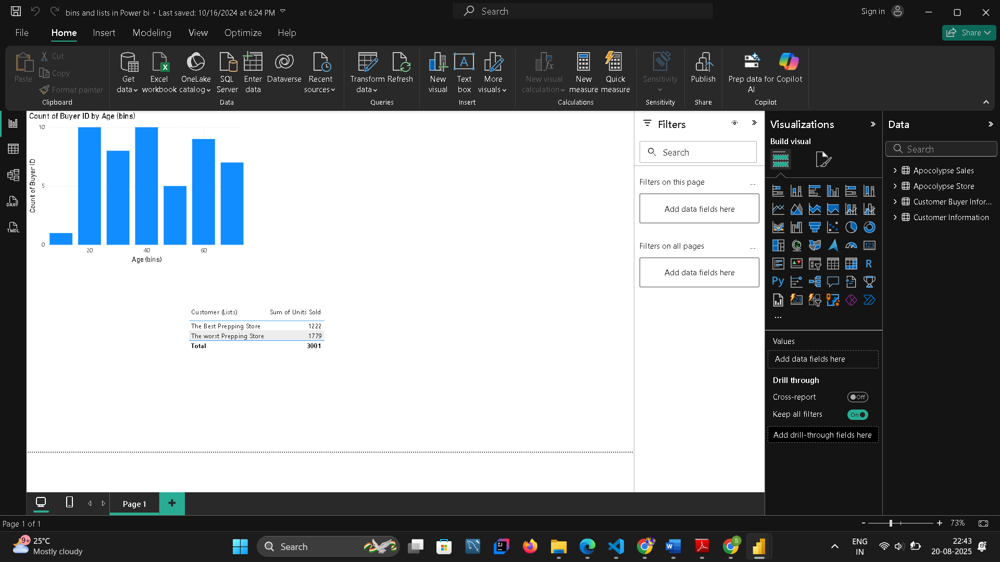 bins and lists in Power bi • Last saved: 10/16/2024 at 6:24 PM
Search
Sign in
File Home Insert Modeling View Optimize Help
Share
Paste
Cut
Copy
Format painter
Clipboard
Get data
Excel workbook
OneLake catalog
SQL Server
Enter data
Dataverse
Recent sources
Data
Transform data
Refresh
Queries
New visual
Text box
More visuals
Insert
New visual calculation
New measure
Quick measure
Calculations
Sensitivity
Sensitivity
Publish
Share
Prep data for AI
Copilot
Copilot
DAX
TMDL
Count of Buyer ID by Age (bins)
Count of Buyer ID
10
5
0
20 40 60
Age (bins)
Customer (Lists) Sum of Units Sold
The Best Prepping Store 1222
The worst Prepping Store 1779
Total 3001
Filters
Search
Filters on this page ...
Add data fields here
Filters on all pages ...
Add data fields here
Visualizations
Build visual
123
R
Py
123
...
Values
Add data fields here
Drill through
Cross-report Off
Keep all filters On
Add drill-through fields here
Data
Search
Apocolypse Sales
Apocolypse Store
Customer Buyer Infor...
Customer Information
Page 1
+
Page 1 of 1
- + 73%
9+
25°C
Mostly cloudy
Search
IJ
W
S
ENG
IN
22:43
20-08-2025